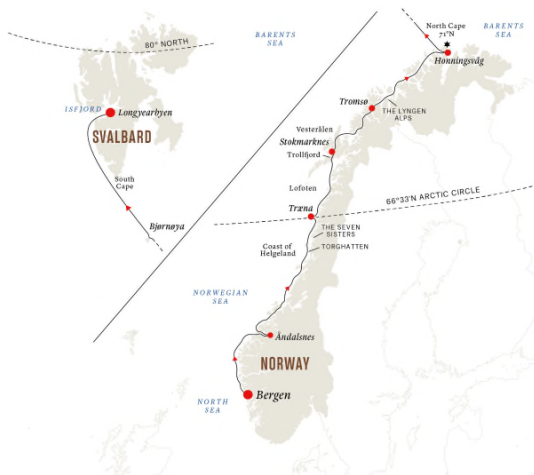 80° NORTH
BARENTS
SEA
North Cape
71°N
BARENTS
SEA
Honningsvåg
ISFJORD
Longyearbyen
SVALBARD
Tromsø
THE LYNGEN
ALPS
Vesterålen
Stokmarknes
Trollfjord
South
Cape
Lofoten
66°33'N ARCTIC CIRCLE
Træna
Bjørnøya
THE SEVEN
SISTERS
Coast of
Helgeland
TORGHATTEN
NORWEGIAN
SEA
Åndalsnes
NORWAY
NORTH
SEA
Bergen